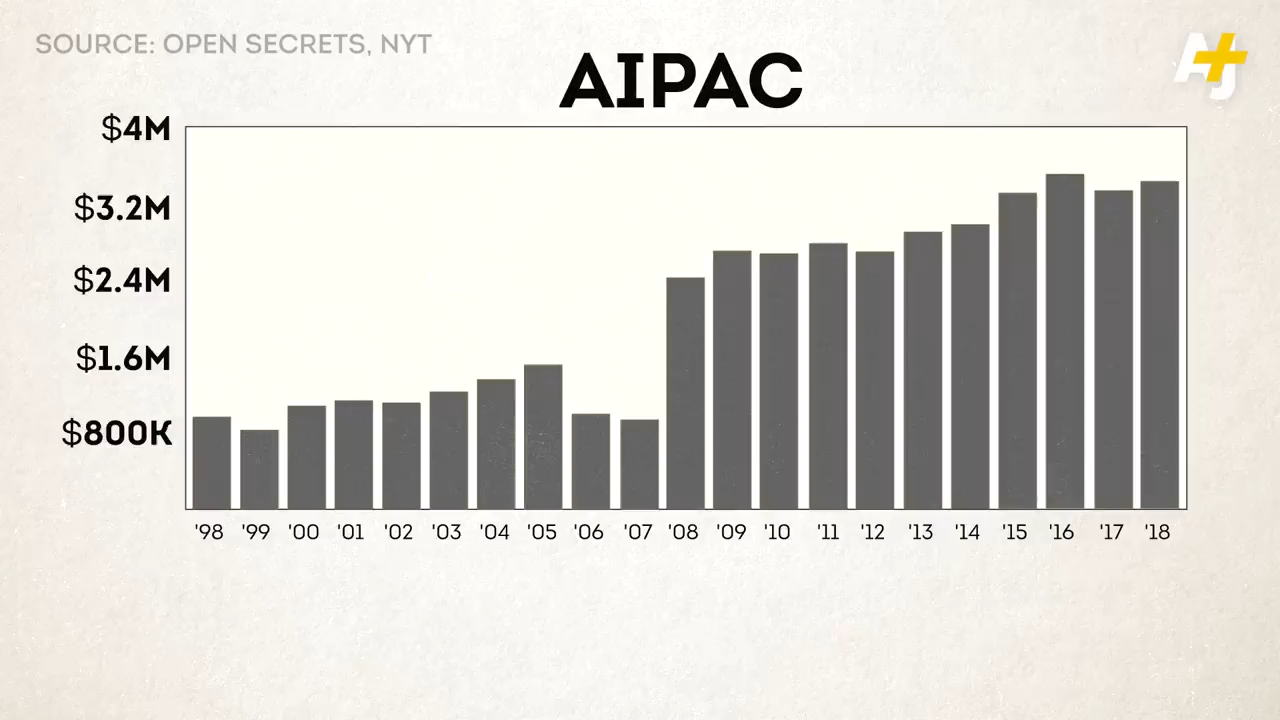 SOURCE: OPEN SECRETS, NYT
AJ+
AIPAC
$4M
$3.2M
$2.4M
$1.6M
$800K
'98 '99 '00 '01 '02 '03 '04 '05 '06 '07 '08 '09 '10 '11 '12 '13 '14 '15 '16 '17 '18